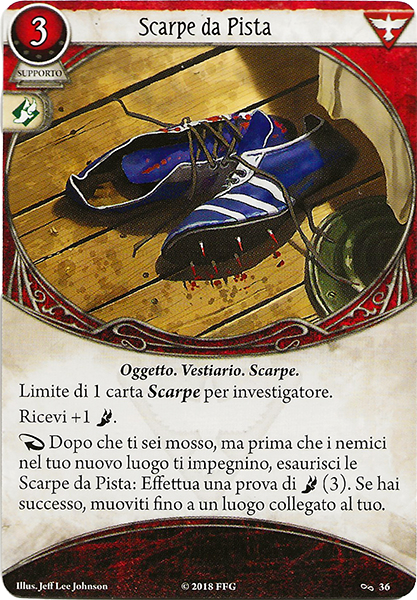 3
Scarpe da Pista
SUPPORTO
Oggetto. Vestiario. Scarpe.
Limite di 1 carta Scarpe per investigatore.
Ricevi +1 .
Dopo che ti sei mosso, ma prima che i nemici
nel tuo nuovo luogo ti impegnino, esaurisci le
Scarpe da Pista: Effettua una prova di (3). Se hai
successo, muoviti fino a un luogo collegato al tuo.
Illus. Jeff Lee Johnson © 2018 FFG 36